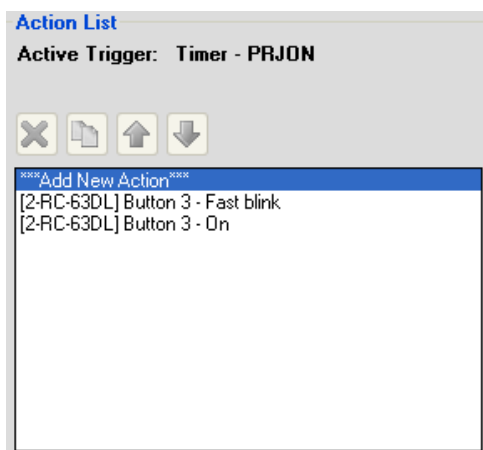 Action List
Active Trigger: Timer - PRJON
***Add New Action***
[2-RC-63DL] Button 3 - Fast blink
[2-RC-63DL] Button 3 - On